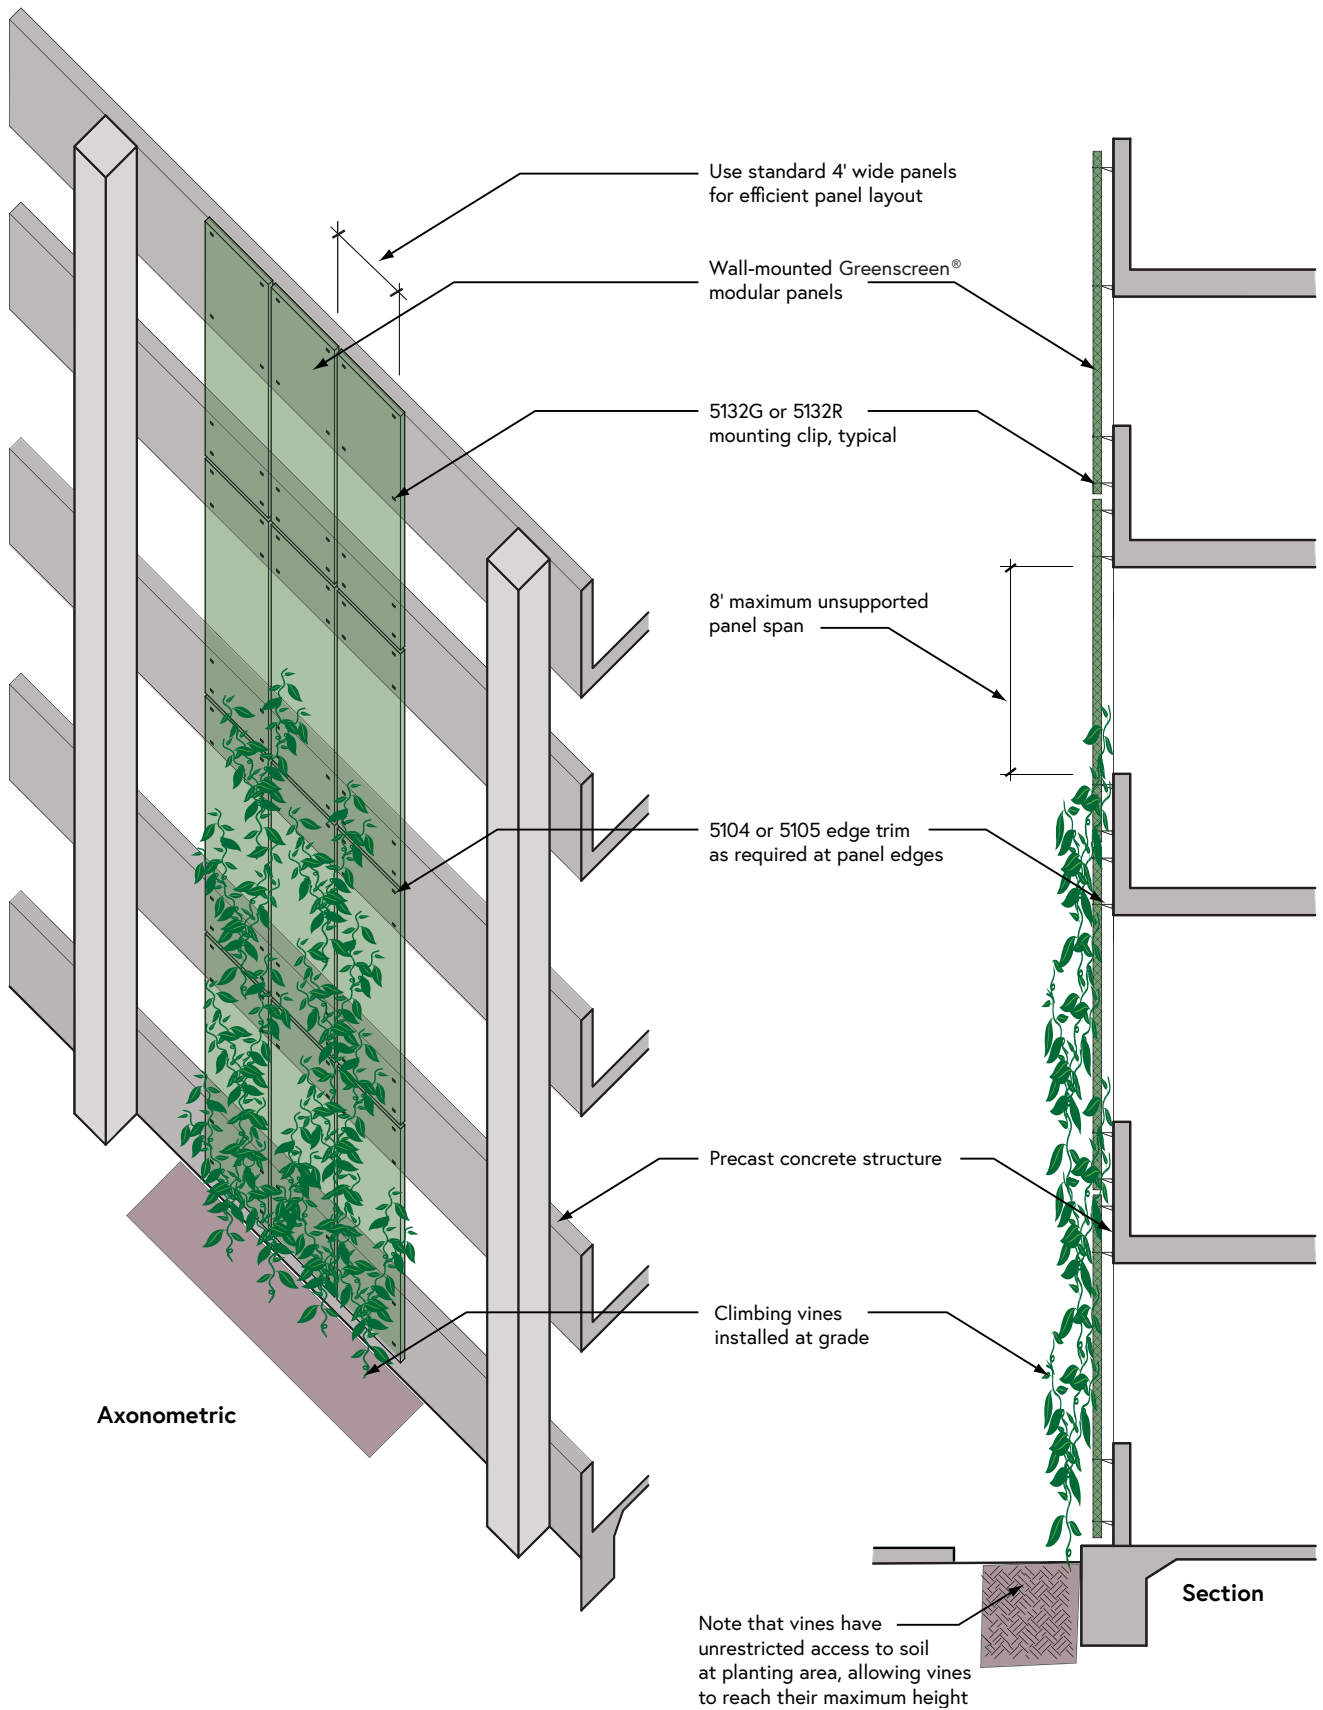 Use standard 4' wide panels
for efficient panel layout
Wall-mounted Greenscreen®
modular panels
5132G or 5132R
mounting clip, typical
8' maximum unsupported
panel span
5104 or 5105 edge trim
as required at panel edges
Precast concrete structure
Climbing vines
installed at grade
Axonometric
Section
Note that vines have
unrestricted access to soil
at planting area, allowing vines
to reach their maximum height